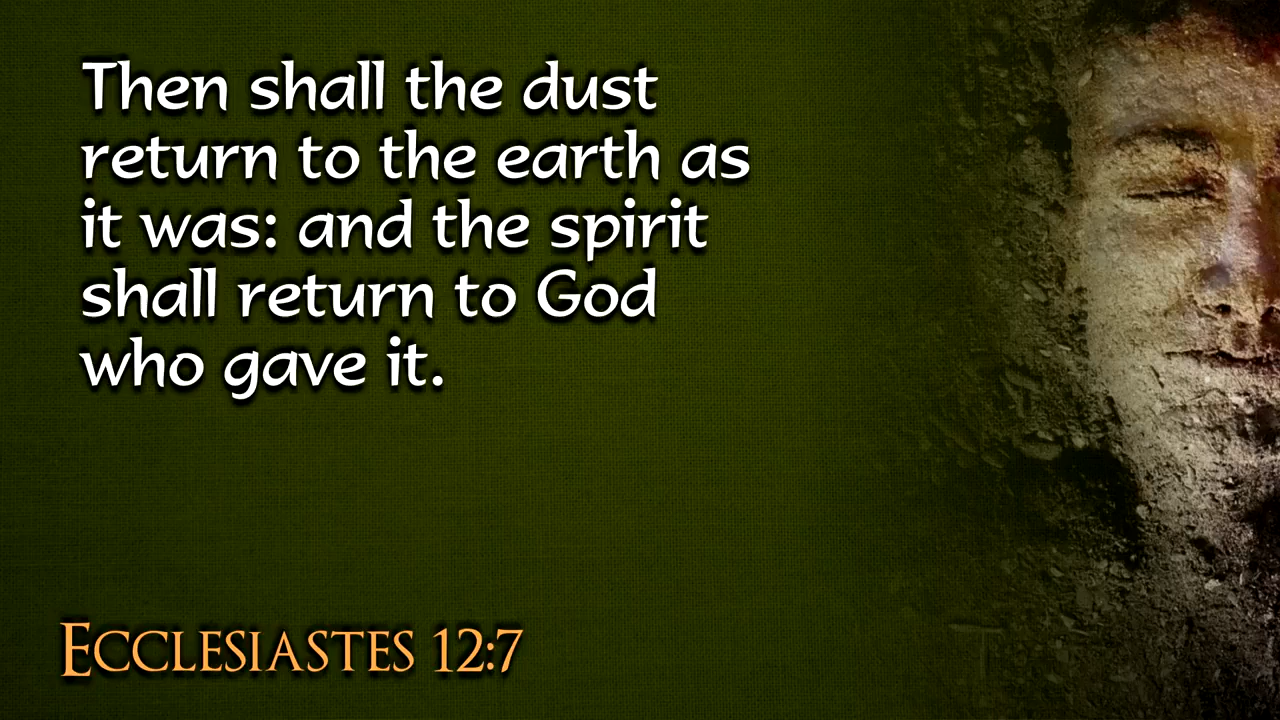 Then shall the dust
return to the earth as
it was: and the spirit
shall return to God
who gave it.
Ecclesiastes 12:7